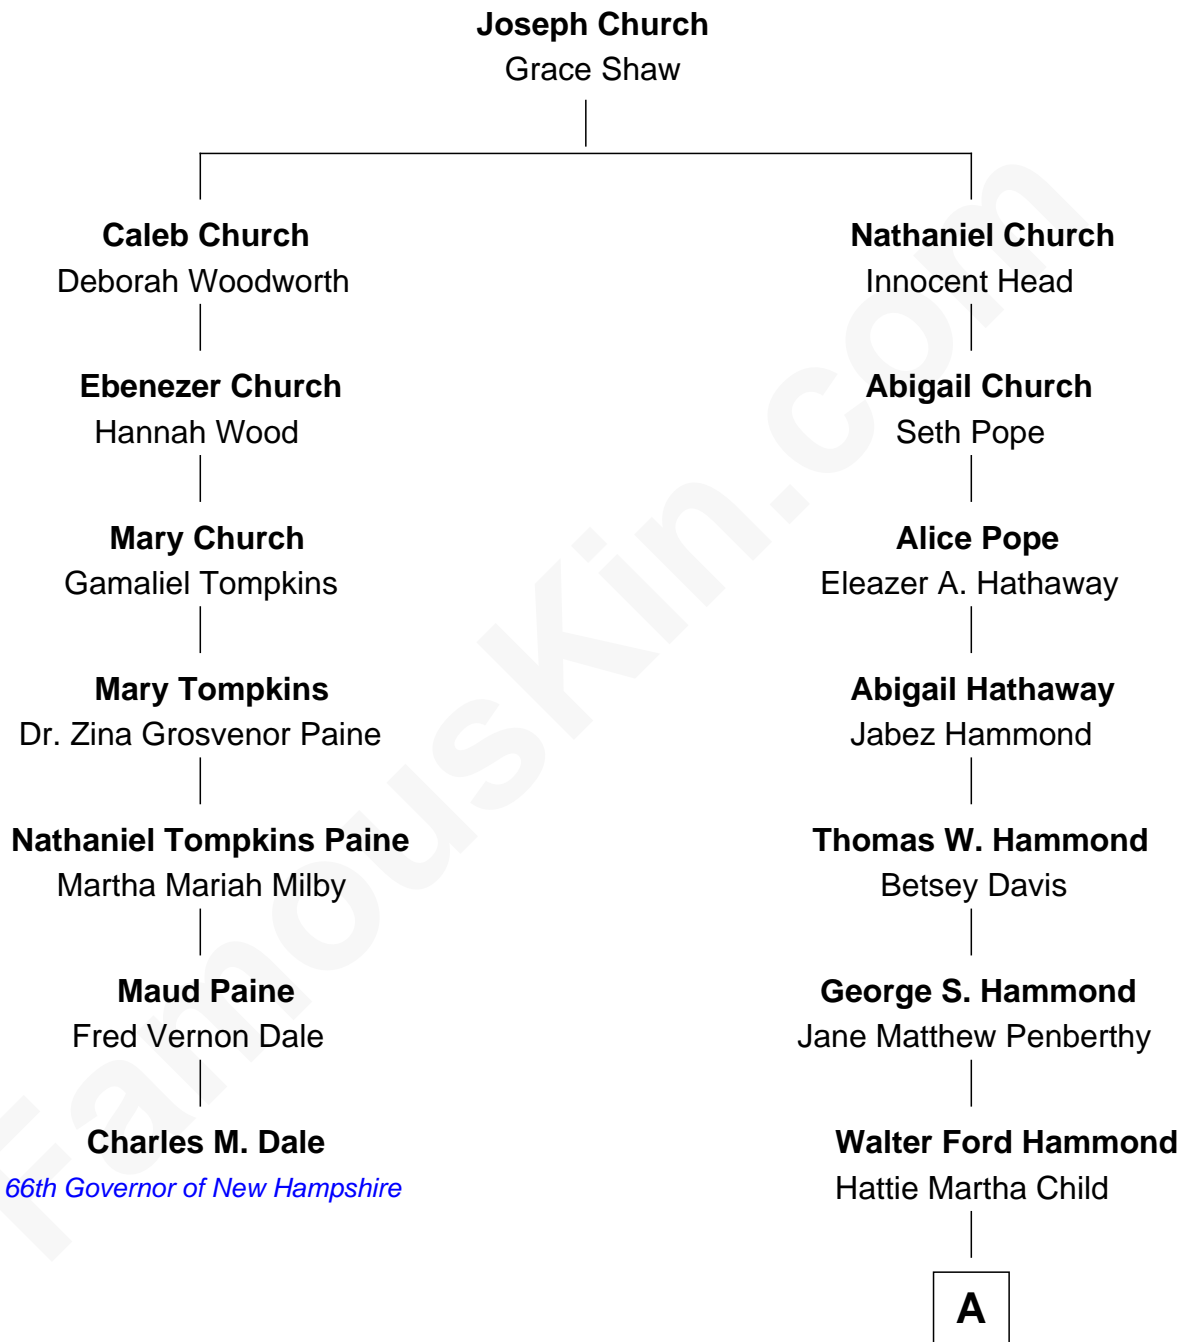 Joseph Church
Grace Shaw
Caleb Church
Deborah Woodworth
Nathaniel Church
Innocent Head
Ebenezer Church
Hannah Wood
Abigail Church
Seth Pope
Mary Church
Gamaliel Tompkins
Alice Pope
Eleazer A. Hathaway
Mary Tompkins
Dr. Zina Grosvenor Paine
Abigail Hathaway
Jabez Hammond
Nathaniel Tompkins Paine
Martha Mariah Milby
Thomas W. Hammond
Betsey Davis
Maud Paine
Fred Vernon Dale
George S. Hammond
Jane Matthew Penberthy
Charles M. Dale
66th Governor of New Hampshire
Walter Ford Hammond
Hattie Martha Child
A
FamousKin.com